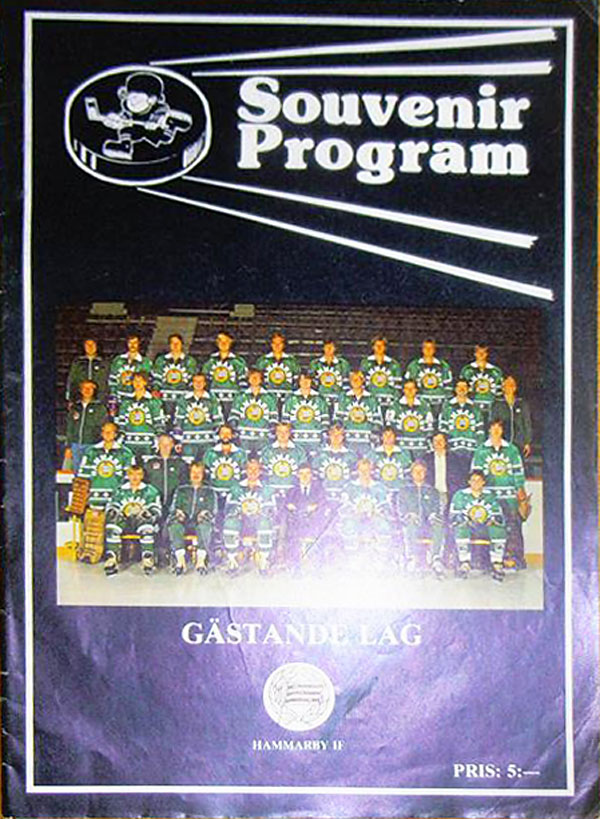 Souvenir
Program
GÄSTANDE LAG
HAMMARBY IF
PRIS: 5:—